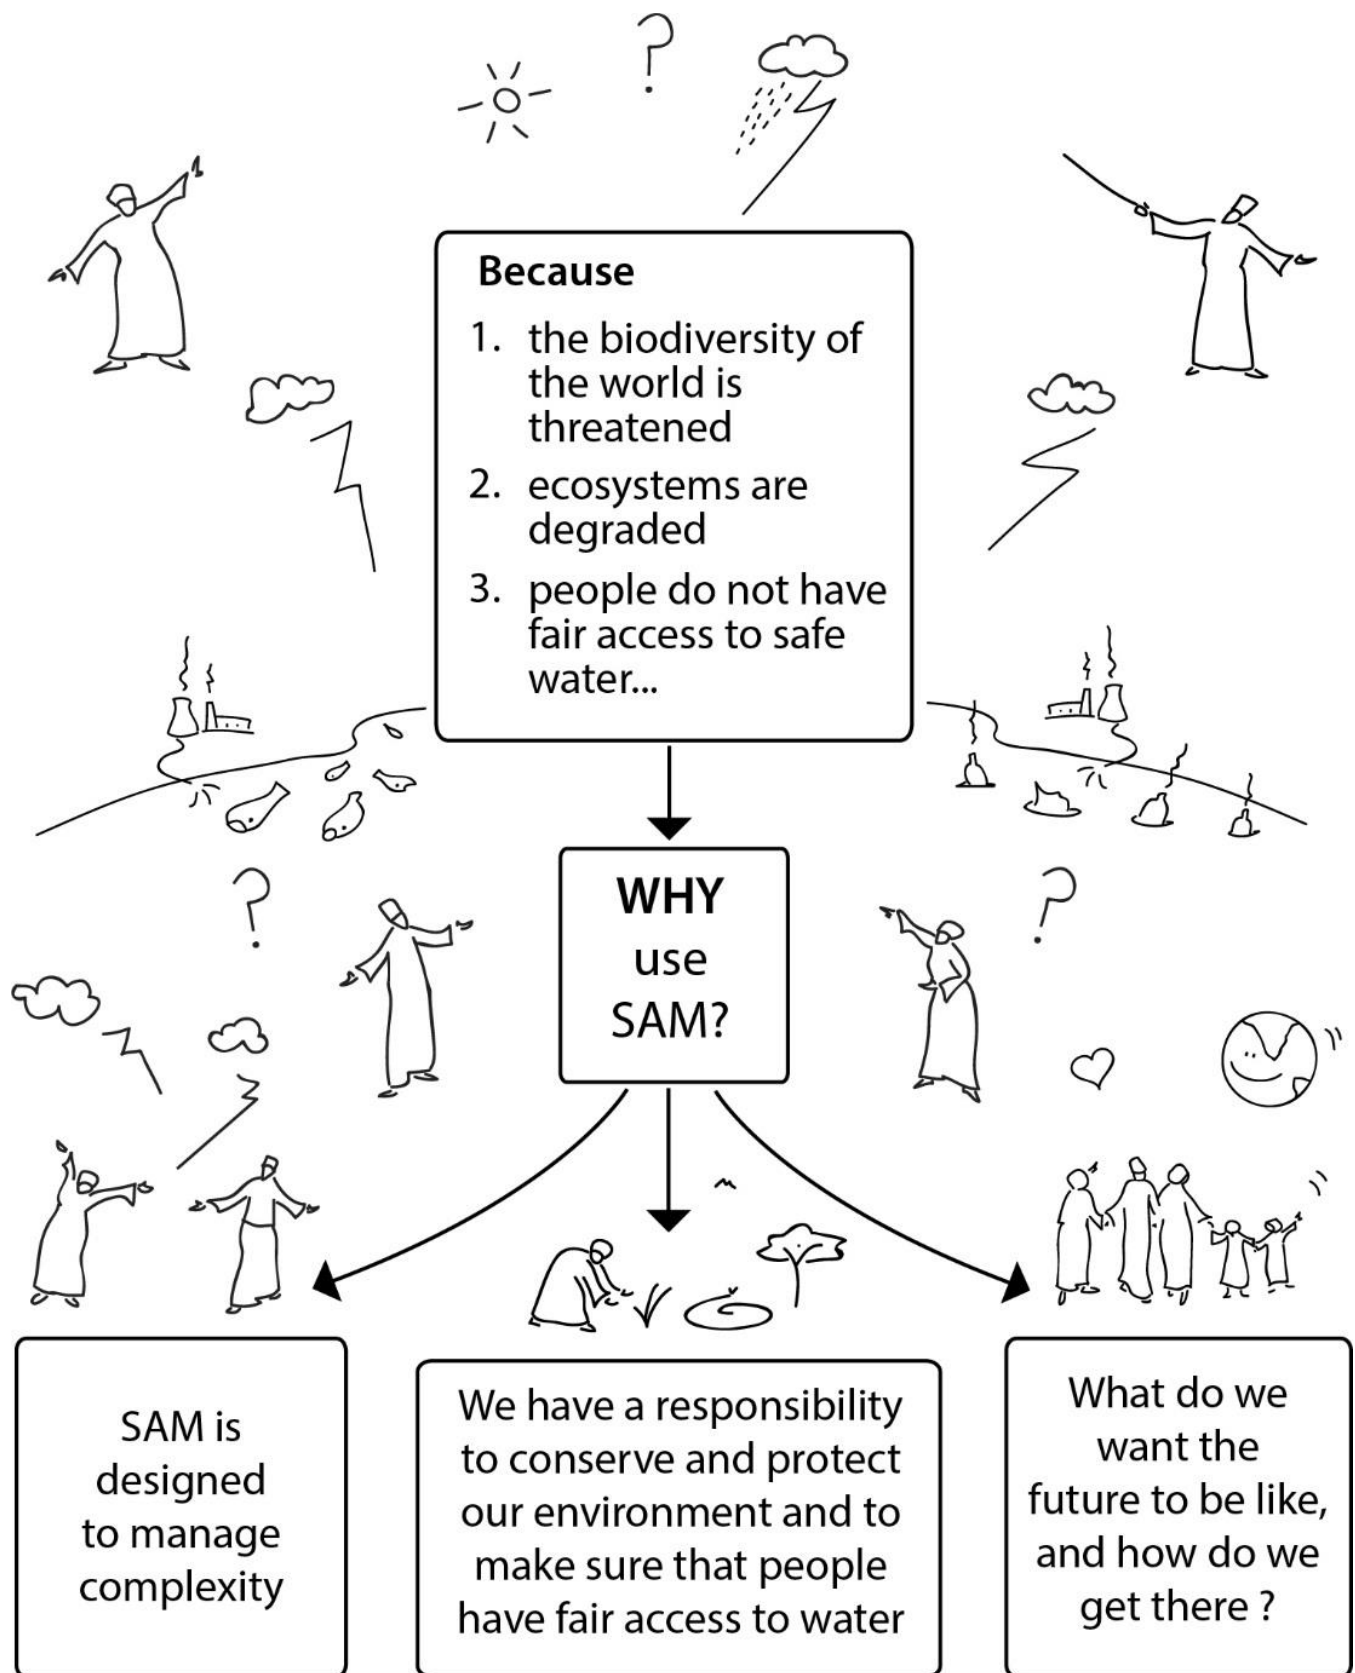 ?
Because
1. the biodiversity of
the world is
threatened
2. ecosystems are
degraded
3. people do not have
fair access to safe
water...
WHY
use
SAM?
?
?
SAM is
designed
to manage
complexity
We have a responsibility
to conserve and protect
our environment and to
make sure that people
have fair access to water
What do we
want the
future to be like,
and how do we
get there ?